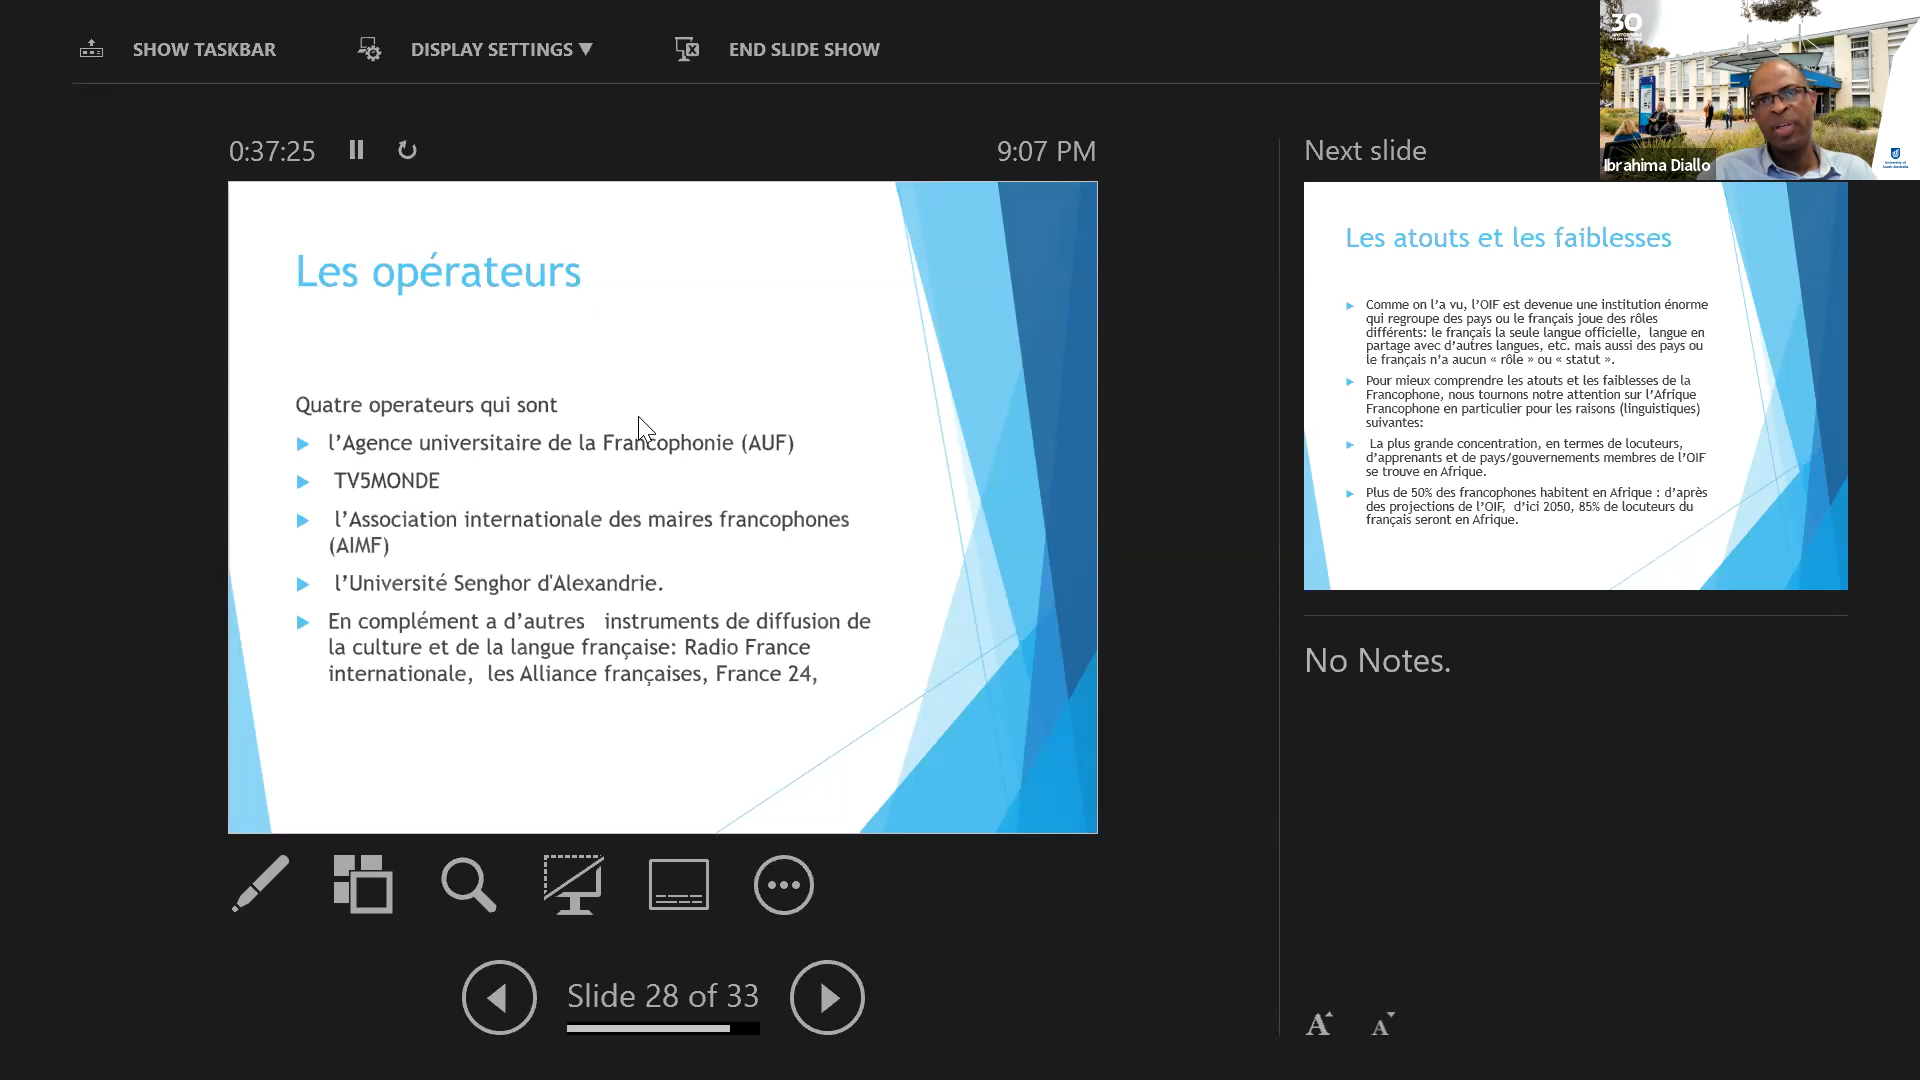 SHOW TASKBAR
DISPLAY SETTINGS ▼
END SLIDE SHOW
30
Ibrahima Diallo
0:37:25
9:07 PM
Les opérateurs
Quatre operateurs qui sont
l’Agence universitaire de la Francophonie (AUF)
TV5MONDE
l’Association internationale des maires francophones
(AIMF)
l’Université Senghor d'Alexandrie.
En complément a d’autres instruments de diffusion de
la culture et de la langue française: Radio France
internationale, les Alliance françaises, France 24,
Slide 28 of 33
Next slide
Les atouts et les faiblesses
Comme on l’a vu, l’OIF est devenue une institution énorme
qui regroupe des pays ou le français joue des rôles
différents: le français la seule langue officielle, langue en
partage avec d’autres langues, etc. mais aussi des pays ou
le français n’a aucun « rôle » ou « statut ».
Pour mieux comprendre les atouts et les faiblesses de la
Francophone, nous tournons notre attention sur l’Afrique
Francophone en particulier pour les raisons (linguistiques)
suivantes:
La plus grande concentration, en termes de locuteurs,
d’apprenants et de pays/gouvernements membres de l’OIF
se trouve en Afrique.
Plus de 50% des francophones habitent en Afrique : d’après
des projections de l’OIF, d’ici 2050, 85% de locuteurs du
français seront en Afrique.
No Notes.
A A